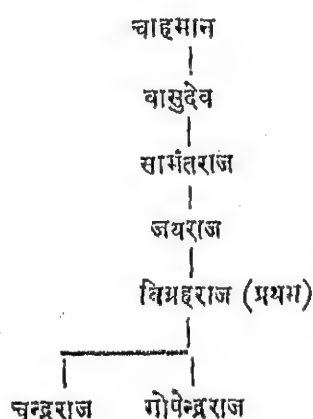 चाहमान
वासुदेव
सामंतराज
जयराज
विग्रहराज (प्रथम)
चन्द्रराज गोपेन्द्रराज